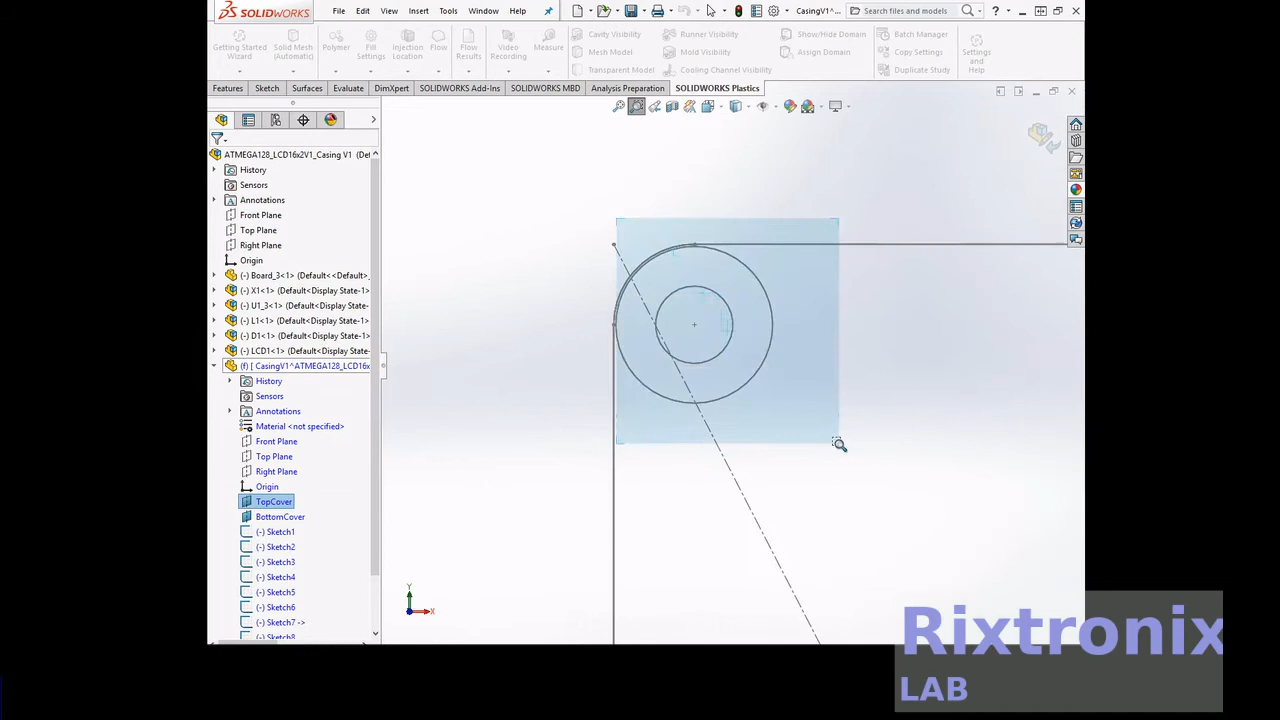 SOLIDWORKS File Edit View Insert Tools Window Help CasingV1^... Search files and models ?
Getting Started Wizard
Solid Mesh (Automatic)
Polymer
Fill Settings
Injection Location
Flow
Flow Results
Video Recording
Measure
Cavity Visibility
Mesh Model
Transparent Model
Runner Visibility
Mold Visibility
Cooling Channel Visibility
Show/Hide Domain
Assign Domain
Batch Manager
Copy Settings
Duplicate Study
Settings and Help
Features Sketch Surfaces Evaluate DimXpert SOLIDWORKS Add-Ins SOLIDWORKS MBD Analysis Preparation SOLIDWORKS Plastics
ATMEGA128_LCD16x2V1_Casing V1 (De
History
Sensors
Annotations
Front Plane
Top Plane
Right Plane
Origin
(-) Board_3<1> (Default<<Default>_
(-) X1<1> (Default<Display State-1>
(-) U1_3<1> (Default<Display State-
(-) L1<1> (Default<Display State-1>
(-) D1<1> (Default<Display State-1>
(-) LCD1<1> (Default<Display State-
(f) [ CasingV1^ATMEGA128_LCD16x
History
Sensors
Annotations
Material <not specified>
Front Plane
Top Plane
Right Plane
Origin
TopCover
BottomCover
(-) Sketch1
(-) Sketch2
(-) Sketch3
(-) Sketch4
(-) Sketch5
(-) Sketch6
(-) Sketch7 ->
(-) Sketch8
Y
X
Rixtronix
LAB